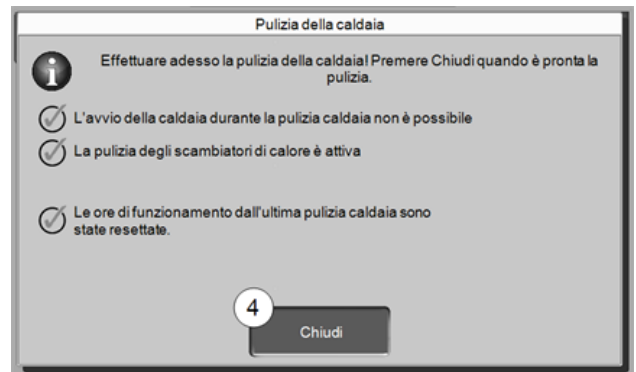 Pulizia della caldaia
Effettuare adesso la pulizia della caldaia! Premere Chiudi quando è pronta la
pulizia.
L'avvio della caldaia durante la pulizia caldaia non è possibile
La pulizia degli scambiatori di calore è attiva
Le ore di funzionamento dall'ultima pulizia caldaia sono
state resettate.
4
Chiudi